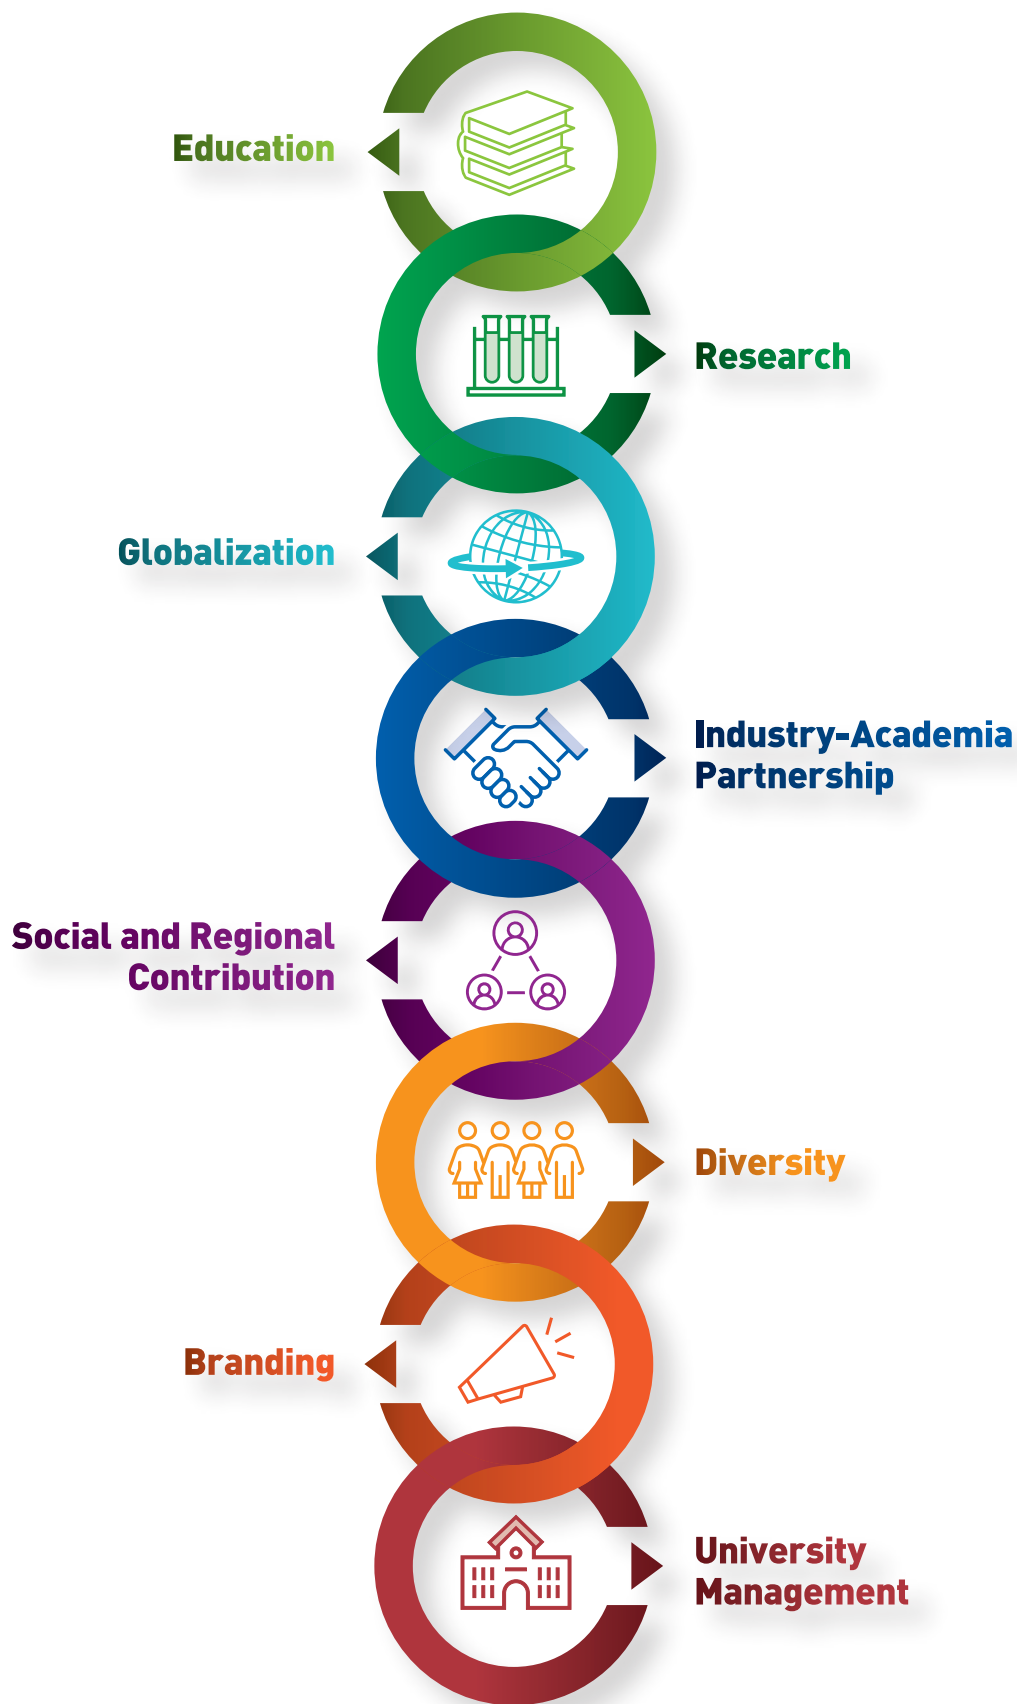 Education
Research
Globalization
Industry-Academia
Partnership
Social and Regional
Contribution
Diversity
Branding
University
Management